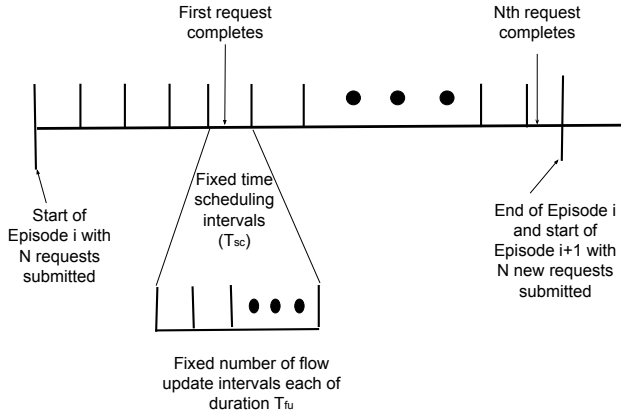 First request
completes
Nth request
completes
Fixed time
scheduling
intervals
(Tsc)
Start of
Episode i with
N requests
submitted
End of Episode i
and start of
Episode i+1 with
N new requests
submitted
Fixed number of flow
update intervals each of
duration Tfu